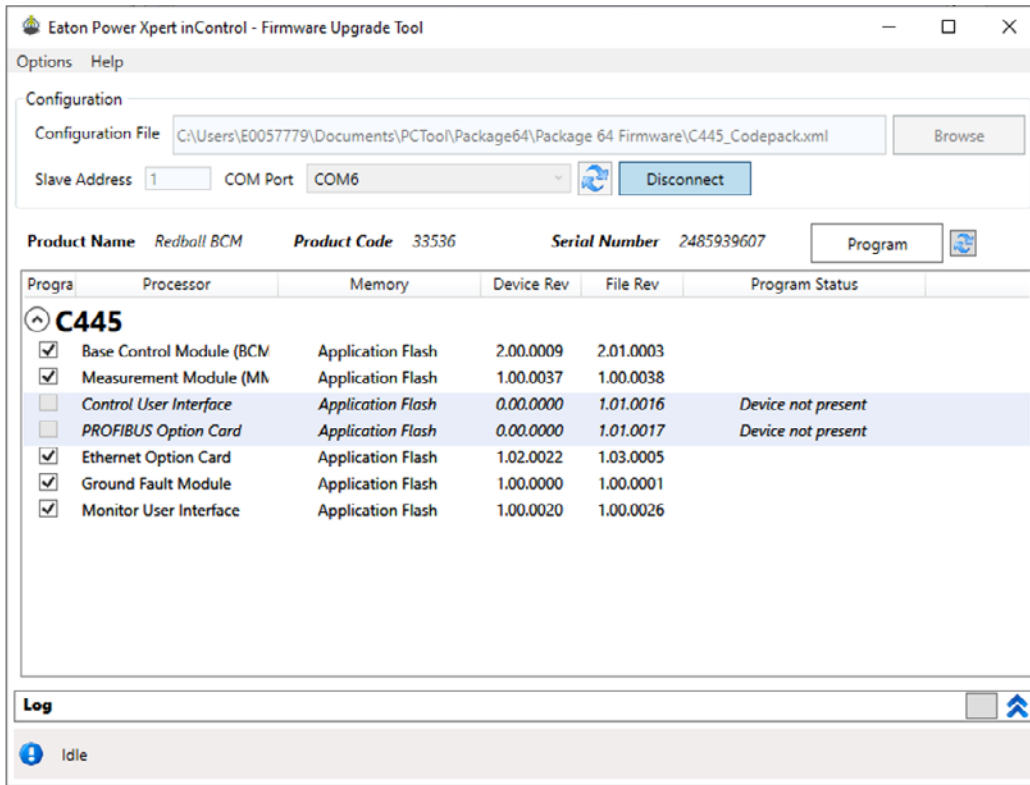 Eaton Power Xpert inControl - Firmware Upgrade Tool
Options Help
Configuration
Configuration File C:\Users\E0057779\Documents\PCTool\Package64\Package 64 Firmware\C445_Codepack.xml Browse
Slave Address 1 COM Port COM6 Disconnect
Product Name Redball BCM Product Code 33536 Serial Number 2485939607 Program
Progra Processor Memory Device Rev File Rev Program Status
C445
Base Control Module (BCM Application Flash 2.00.0009 2.01.0003
Measurement Module (MM Application Flash 1.00.0037 1.00.0038
Control User Interface Application Flash 0.00.0000 1.01.0016 Device not present
PROFIBUS Option Card Application Flash 0.00.0000 1.01.0017 Device not present
Ethernet Option Card Application Flash 1.02.0022 1.03.0005
Ground Fault Module Application Flash 1.00.0000 1.00.0001
Monitor User Interface Application Flash 1.00.0020 1.00.0026
Log
Idle